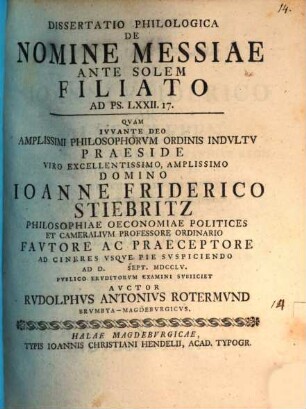 14.
DISSERTATIO PHILOLOGICA
DE
NOMINE MESSIAE
ANTE SOLEM
FILIATO
AD PS. LXXII. 17.
QVAM
IVVANTE DEO
AMPLISSIMI PHILOSOPHORVM ORDINIS INDVLTV
PRAESIDE
VIRO EXCELLENTISSIMO, AMPLISSIMO
DOMINO
IOANNE FRIDERICO
STIEBRITZ
PHILOSOPHIAE OECONOMIAE POLITICES
ET CAMERALIVM PROFESSORE ORDINARIO
FAVTORE AC PRAECEPTORE
AD CINERES VSQVE PIE SVSPICIENDO
AD D. SEPT. MDCCLV.
PVBLICO ERVDITORVM EXAMINI SVBIICIET
AVCTOR
RVDOLPHVS ANTONIVS ROTERMVND
BRVMBYA-MAGDEBVRGICVS.
HALAE MAGDEBVRGICAE,
TYPIS IOANNIS CHRISTIANI HENDELII, ACAD. TYPOGR.